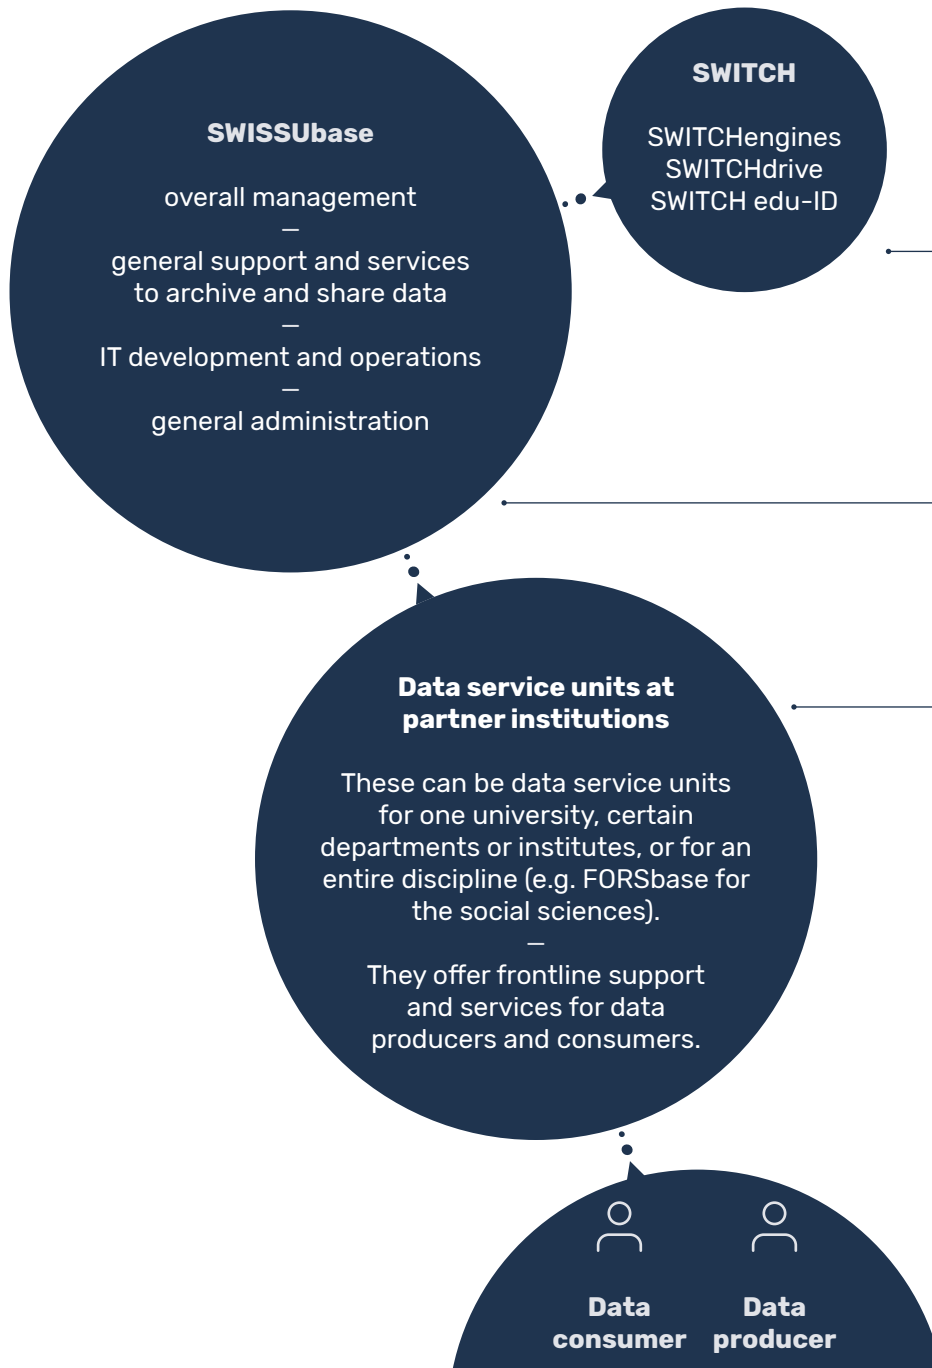 SWISSUbase
overall management
—
general support and services
to archive and share data
—
IT development and operations
—
general administration
SWITCH
SWITCHengines
SWITCHdrive
SWITCH edu-ID
Data service units at
partner institutions
These can be data service units
for one university, certain
departments or institutes, or for an
entire discipline (e.g. FORSbase for
the social sciences).
—
They offer frontline support
and services for data
producers and consumers.
Data
consumer
Data
producer